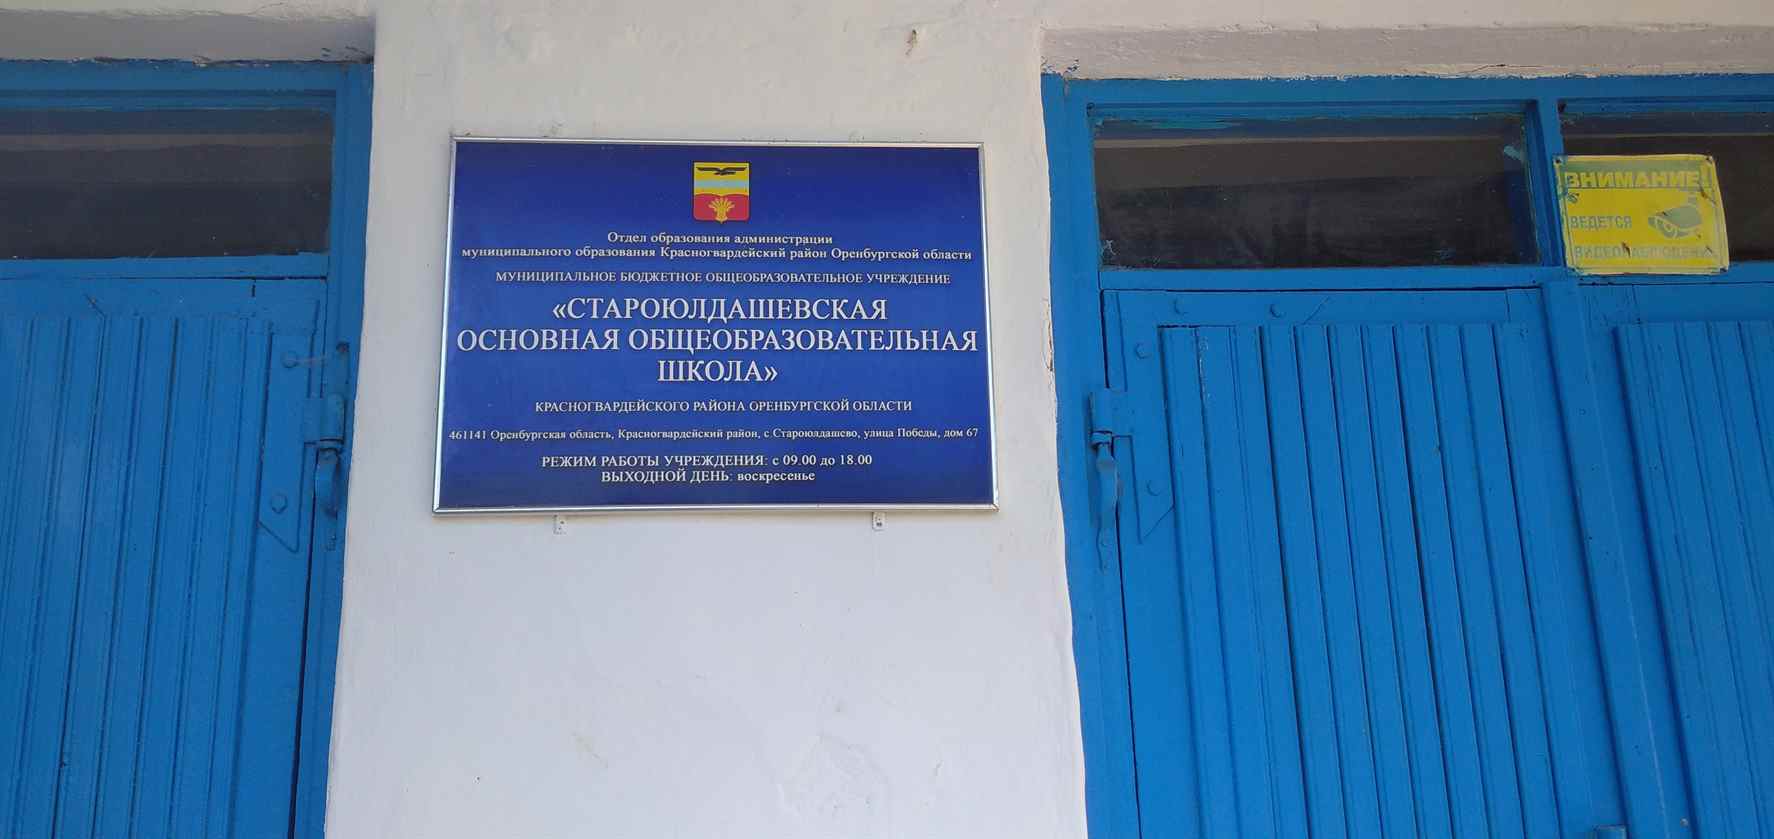 Отдел образования администрации
муниципального образования Красногвардейский район Оренбургской области
МУНИЦИПАЛЬНОЕ БЮДЖЕТНОЕ ОБЩЕОБРАЗОВАТЕЛЬНОЕ УЧРЕЖДЕНИЕ
«СТАРОЮЛДАШЕВСКАЯ
ОСНОВНАЯ ОБЩЕОБРАЗОВАТЕЛЬНАЯ
ШКОЛА»
КРАСНОГВАРДЕЙСКОГО РАЙОНА ОРЕНБУРГСКОЙ ОБЛАСТИ
461141 Оренбургская область, Красногвардейский район, с.Староюлдашево, улица Победы, дом 67
РЕЖИМ РАБОТЫ УЧРЕЖДЕНИЯ: с 09.00 до 18.00
ВЫХОДНОЙ ДЕНЬ: воскресенье
ВНИМАНИЕ!
ВЕДЕТСЯ
ВИДЕОНАБЛЮДЕНИЕ